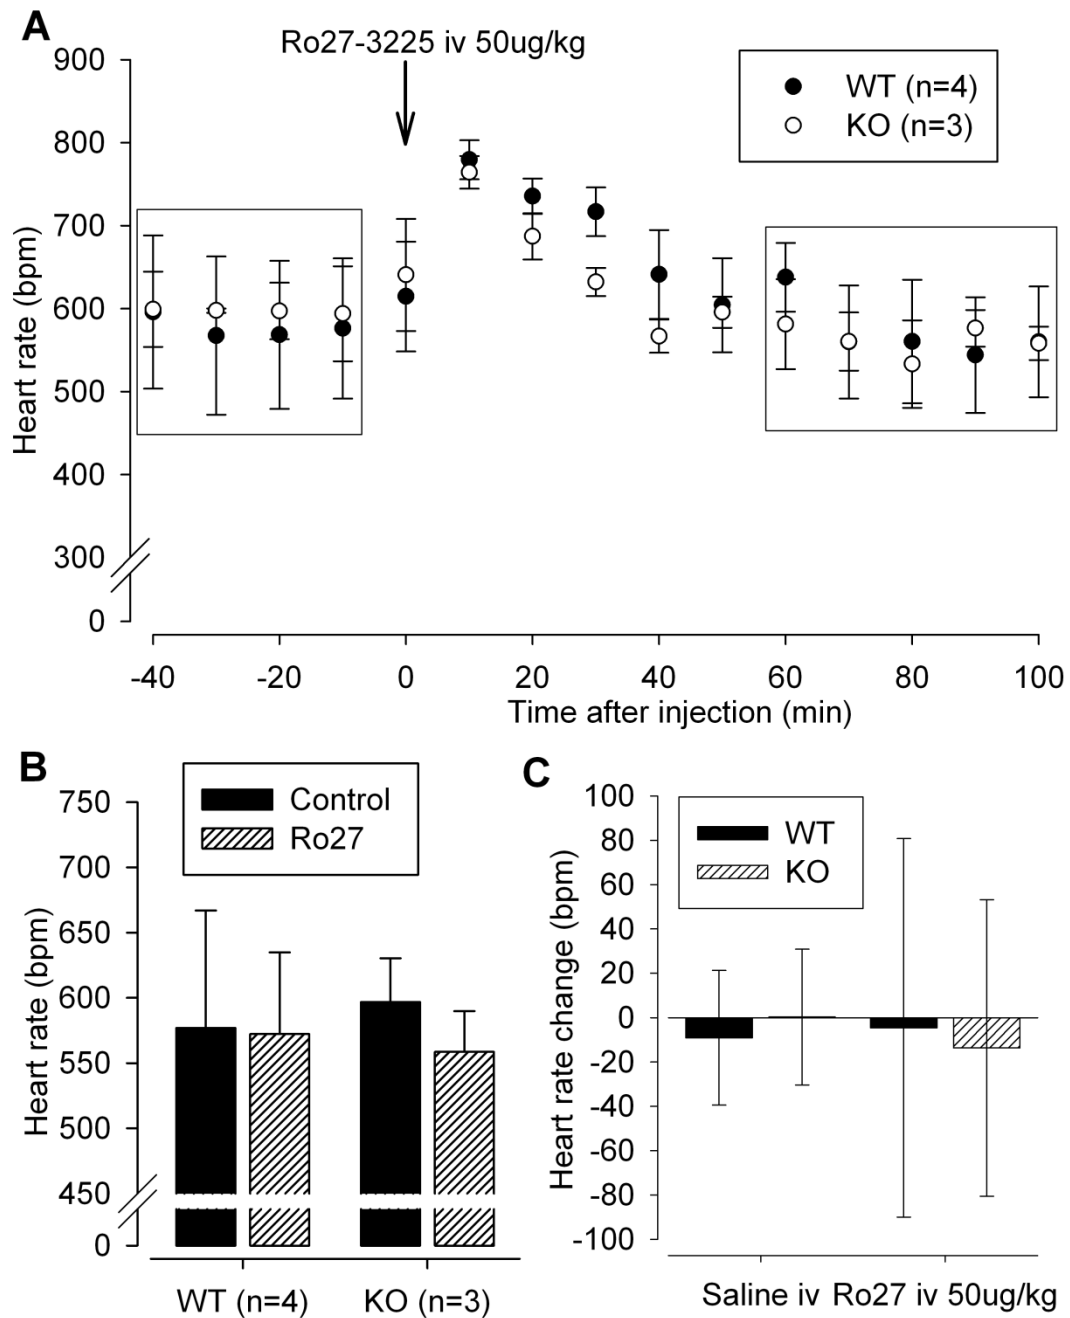 A
Ro27-3225 iv 50ug/kg
WT (n=4)
KO (n=3)
Heart rate (bpm)
900
800
700
600
500
400
300
0
-40 -20 0 20 40 60 80 100
Time after injection (min)
B
Control
Ro27
Heart rate (bpm)
750
700
650
600
550
500
450
0
WT (n=4) KO (n=3)
C
WT
KO
Heart rate change (bpm)
100
80
60
40
20
0
-20
-40
-60
-80
-100
Saline iv Ro27 iv 50ug/kg